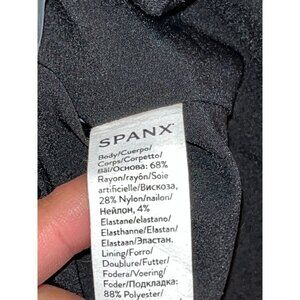 SPANX
Body/Cuerpo/
Corps/Corpetto/
Bāl/Основа: 68%
Rayon/rayón/Soie
artificielle/Вискоза,
28% Nylon/nailon/
Нейлон, 4%
Elastane/elastano/
Elasthanne/Elastan/
Elastaan/Эластан.
Lining/Forro/
Doublure/Futter/
Fodera/Voering/
Foder/Подкладка:
88% Polyester/